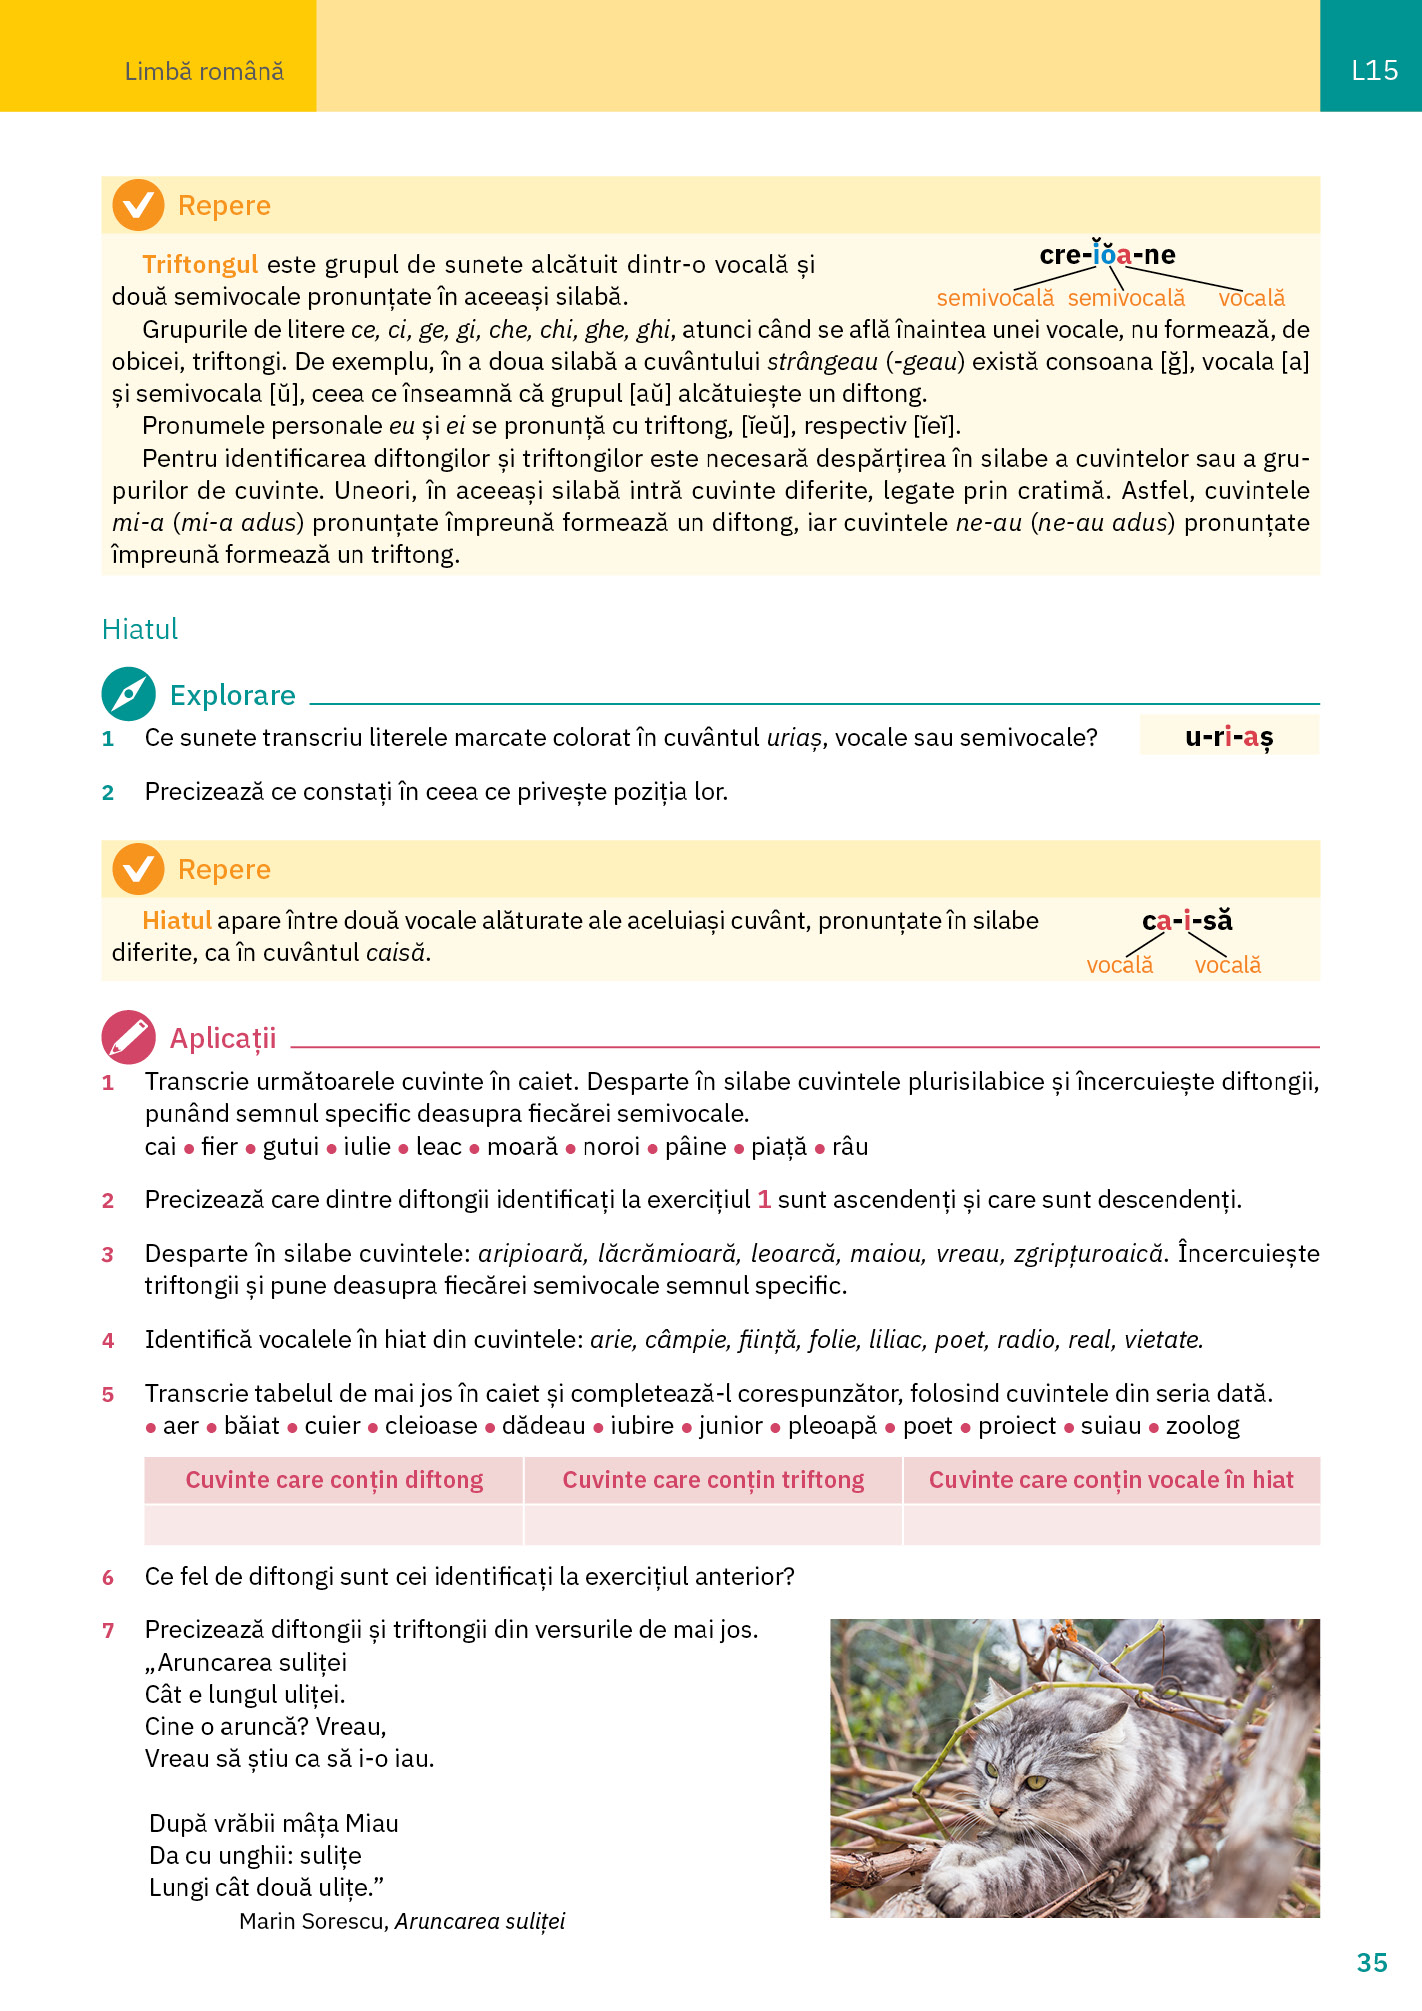 Limbă română
L15
Repere
Triftongul este grupul de sunete alcătuit dintr-o vocală și
două semivocale pronunțate în aceeași silabă.
cre-ĭŏa-ne
semivocală semivocală vocală
Grupurile de litere ce, ci, ge, gi, che, chi, ghe, ghi, atunci când se află înaintea unei vocale, nu formează, de
obicei, triftongi. De exemplu, în a doua silabă a cuvântului strângeau (-geau) există consoana [ğ], vocala [a]
și semivocala [ŭ], ceea ce înseamnă că grupul [aŭ] alcătuiește un diftong.
Pronumele personale eu și ei se pronunță cu triftong, [ĭeŭ], respectiv [ĭeĭ].
Pentru identificarea diftongilor și triftongilor este necesară despărțirea în silabe a cuvintelor sau a gru-
purilor de cuvinte. Uneori, în aceeași silabă intră cuvinte diferite, legate prin cratimă. Astfel, cuvintele
mi-a (mi-a adus) pronunțate împreună formează un diftong, iar cuvintele ne-au (ne-au adus) pronunțate
împreună formează un triftong.
Hiatul
Explorare
1 Ce sunete transcriu literele marcate colorat în cuvântul uriaș, vocale sau semivocale?
u-ri-aș
2 Precizează ce constați în ceea ce privește poziția lor.
Repere
Hiatul apare între două vocale alăturate ale aceluiași cuvânt, pronunțate în silabe
diferite, ca în cuvântul caisă.
ca-i-să
vocală vocală
Aplicații
1 Transcrie următoarele cuvinte în caiet. Desparte în silabe cuvintele plurisilabice și încercuiește diftongii,
punând semnul specific deasupra fiecărei semivocale.
cai • fier • gutui • iulie • leac • moară • noroi • pâine • piață • râu
2 Precizează care dintre diftongii identificați la exercițiul 1 sunt ascendenți și care sunt descendenți.
3 Desparte în silabe cuvintele: aripioară, lăcrămioară, leoarcă, maiou, vreau, zgripțuroaică. Încercuiește
triftongii și pune deasupra fiecărei semivocale semnul specific.
4 Identifică vocalele în hiat din cuvintele: arie, câmpie, ființă, folie, liliac, poet, radio, real, vietate.
5 Transcrie tabelul de mai jos în caiet și completează-l corespunzător, folosind cuvintele din seria dată.
• aer • băiat • cuier • cleioase • dădeau • iubire • junior • pleoapă • poet • proiect • suiau • zoolog
Cuvinte care conțin diftong Cuvinte care conțin triftong Cuvinte care conțin vocale în hiat
6 Ce fel de diftongi sunt cei identificați la exercițiul anterior?
7 Precizează diftongii și triftongii din versurile de mai jos.
„Aruncarea suliței
Cât e lungul uliței.
Cine o aruncă? Vreau,
Vreau să știu ca să i-o iau.
După vrăbii mâța Miau
Da cu unghii: sulițe
Lungi cât două ulițe.”
Marin Sorescu, Aruncarea suliței
35